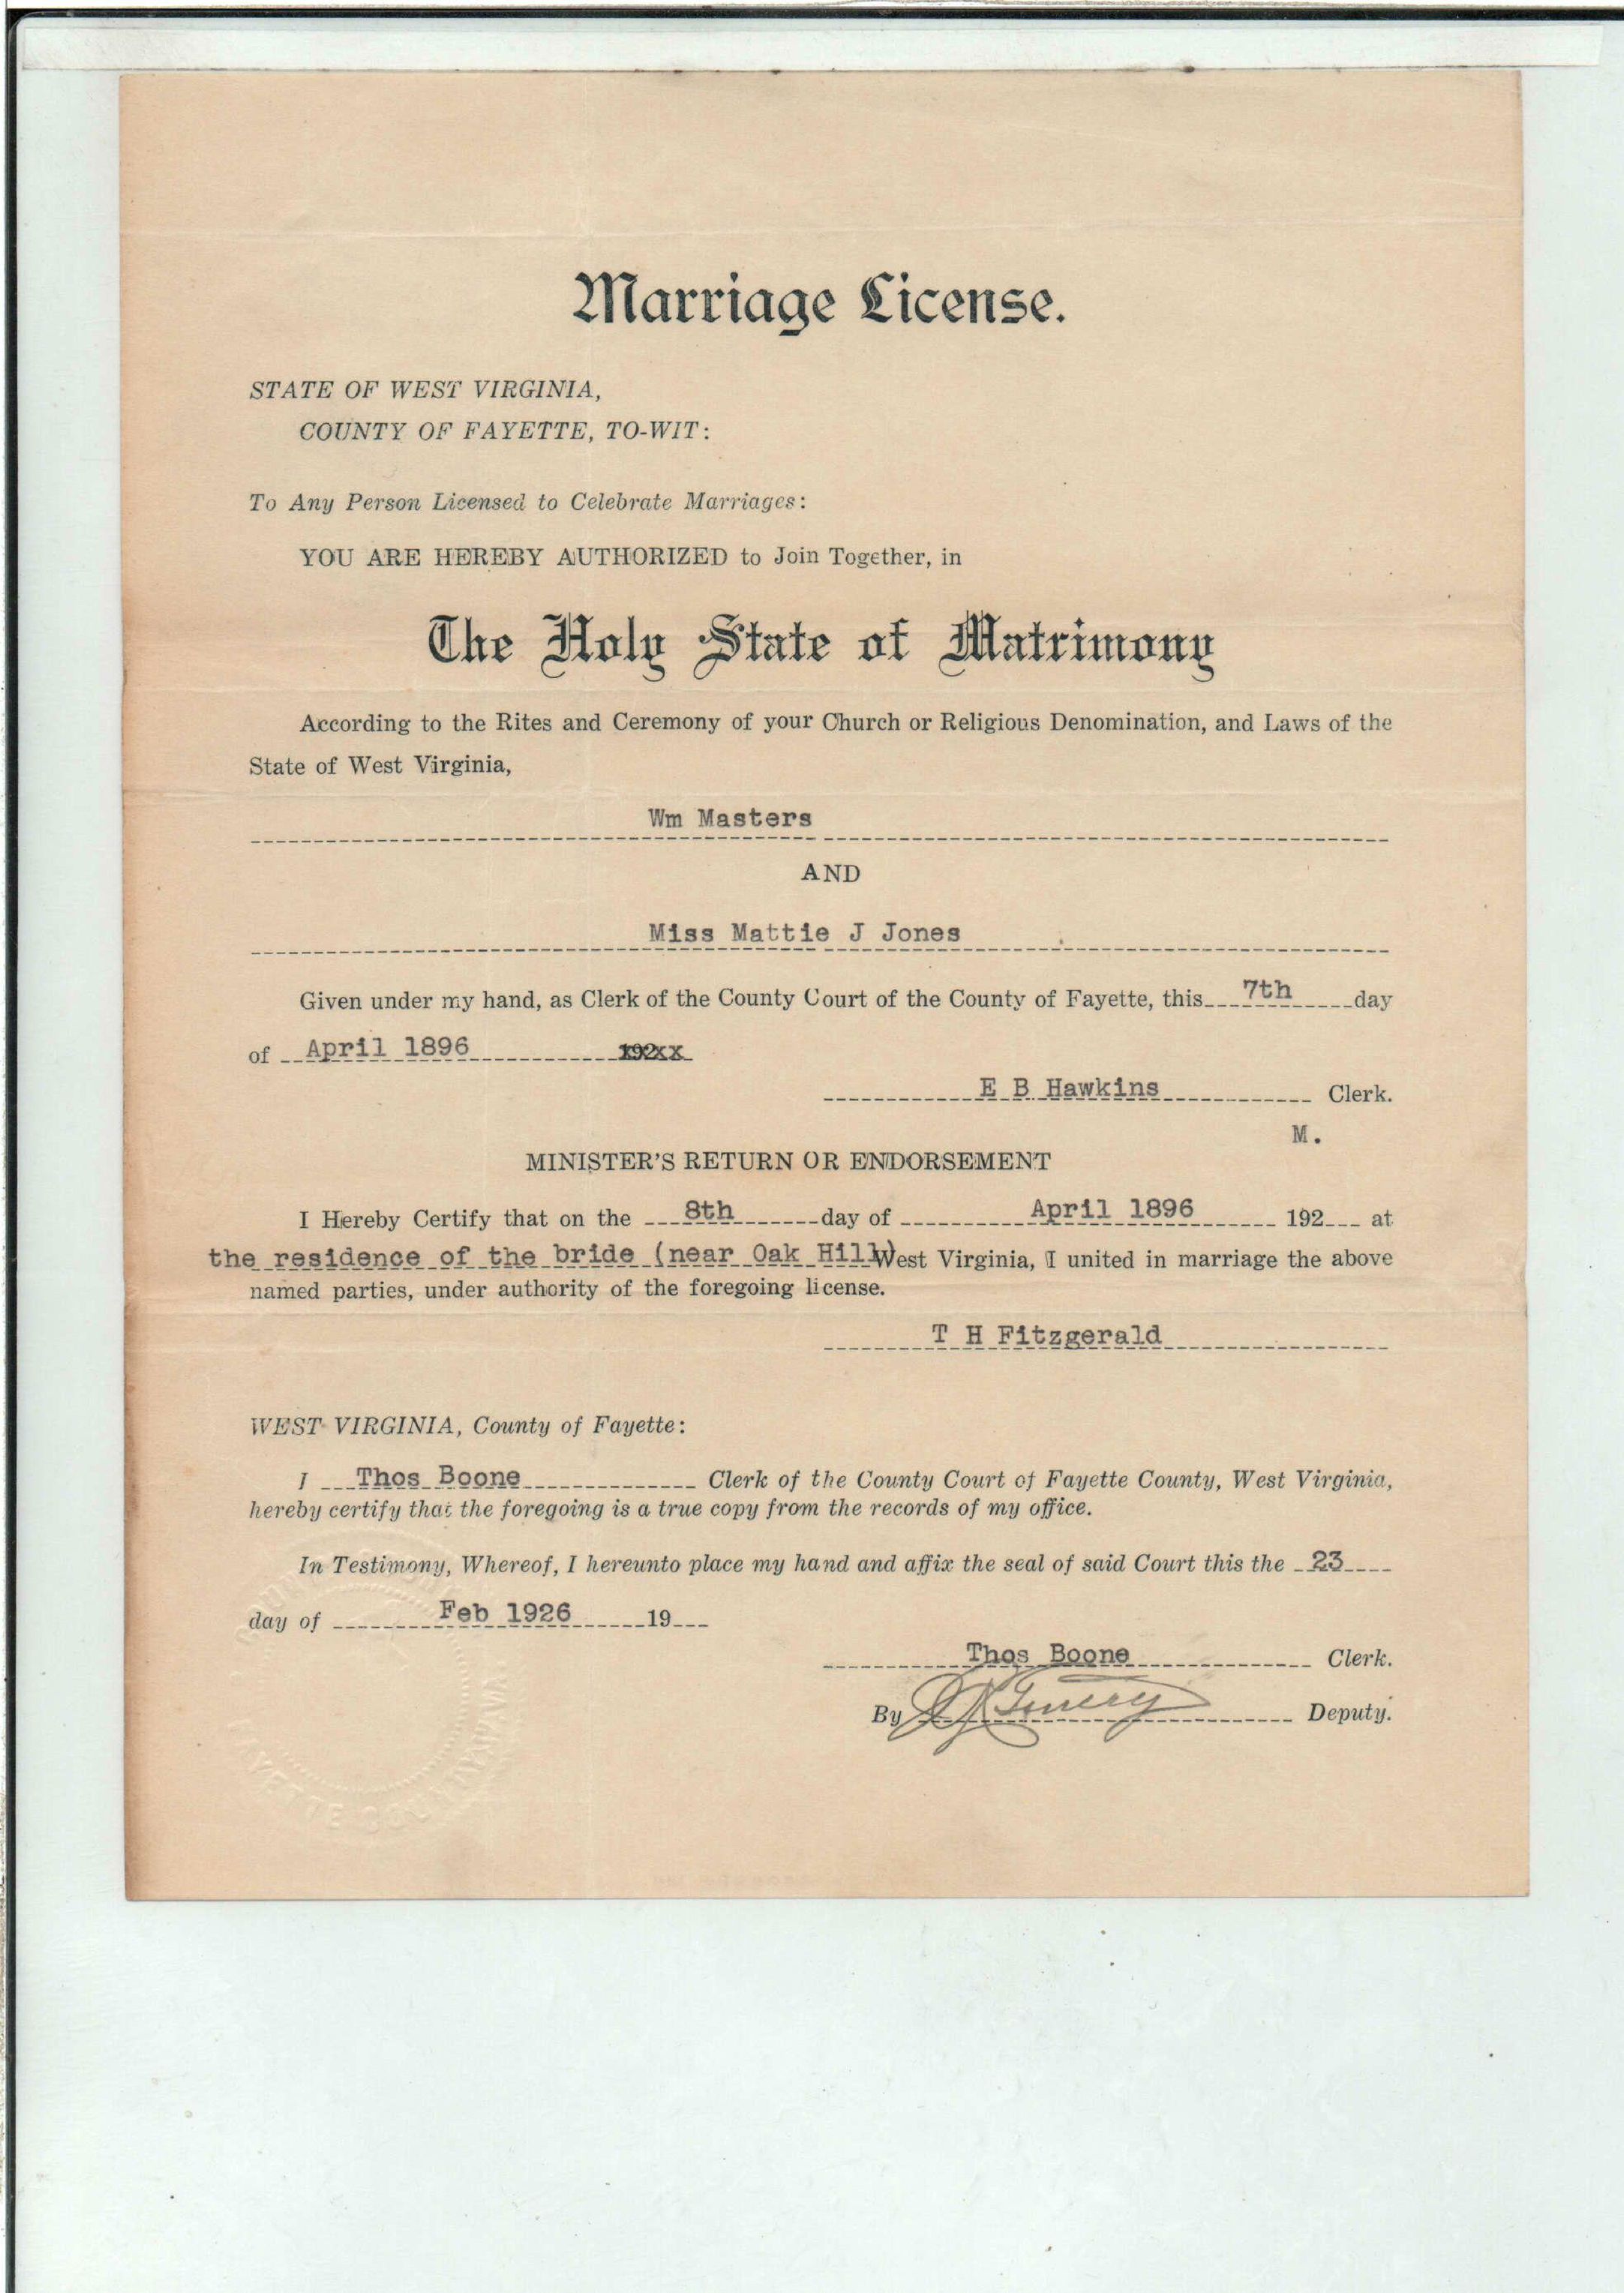 Marriage License.
STATE OF WEST VIRGINIA,
COUNTY OF FAYETTE, TO-WIT:
To Any Person Licensed to Celebrate Marriages:
YOU ARE HEREBY AUTHORIZED to Join Together, in
The Holy State of Matrimony
According to the Rites and Ceremony of your Church or Religious Denomination, and Laws of the
State of West Virginia,
Wm Masters
AND
Miss Mattie J Jones
Given under my hand, as Clerk of the County Court of the County of Fayette, this 7th day
of April 1896 192xx
E B Hawkins Clerk.
M.
MINISTER'S RETURN OR ENDORSEMENT
I Hereby Certify that on the 8th day of April 1896 192 at
the residence of the bride (near Oak Hill) West Virginia, I united in marriage the above
named parties, under authority of the foregoing license.
T H Fitzgerald
WEST VIRGINIA, County of Fayette:
I Thos Boone Clerk of the County Court of Fayette County, West Virginia,
hereby certify that the foregoing is a true copy from the records of my office.
In Testimony, Whereof, I hereunto place my hand and affix the seal of said Court this the 23
day of Feb 1926 19
Thos Boone Clerk.
By Deputy.